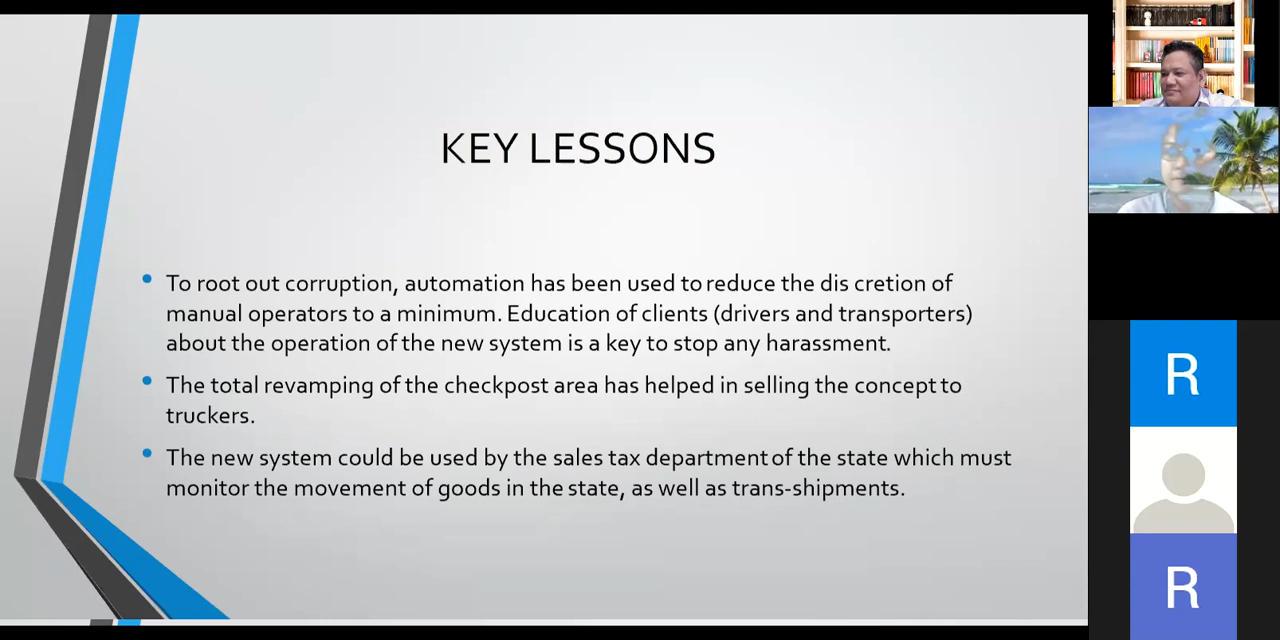 KEY LESSONS
To root out corruption, automation has been used to reduce the dis cretion of
manual operators to a minimum. Education of clients (drivers and transporters)
about the operation of the new system is a key to stop any harassment.
The total revamping of the checkpost area has helped in selling the concept to
truckers.
The new system could be used by the sales tax department of the state which must
monitor the movement of goods in the state, as well as trans-shipments.
R
R